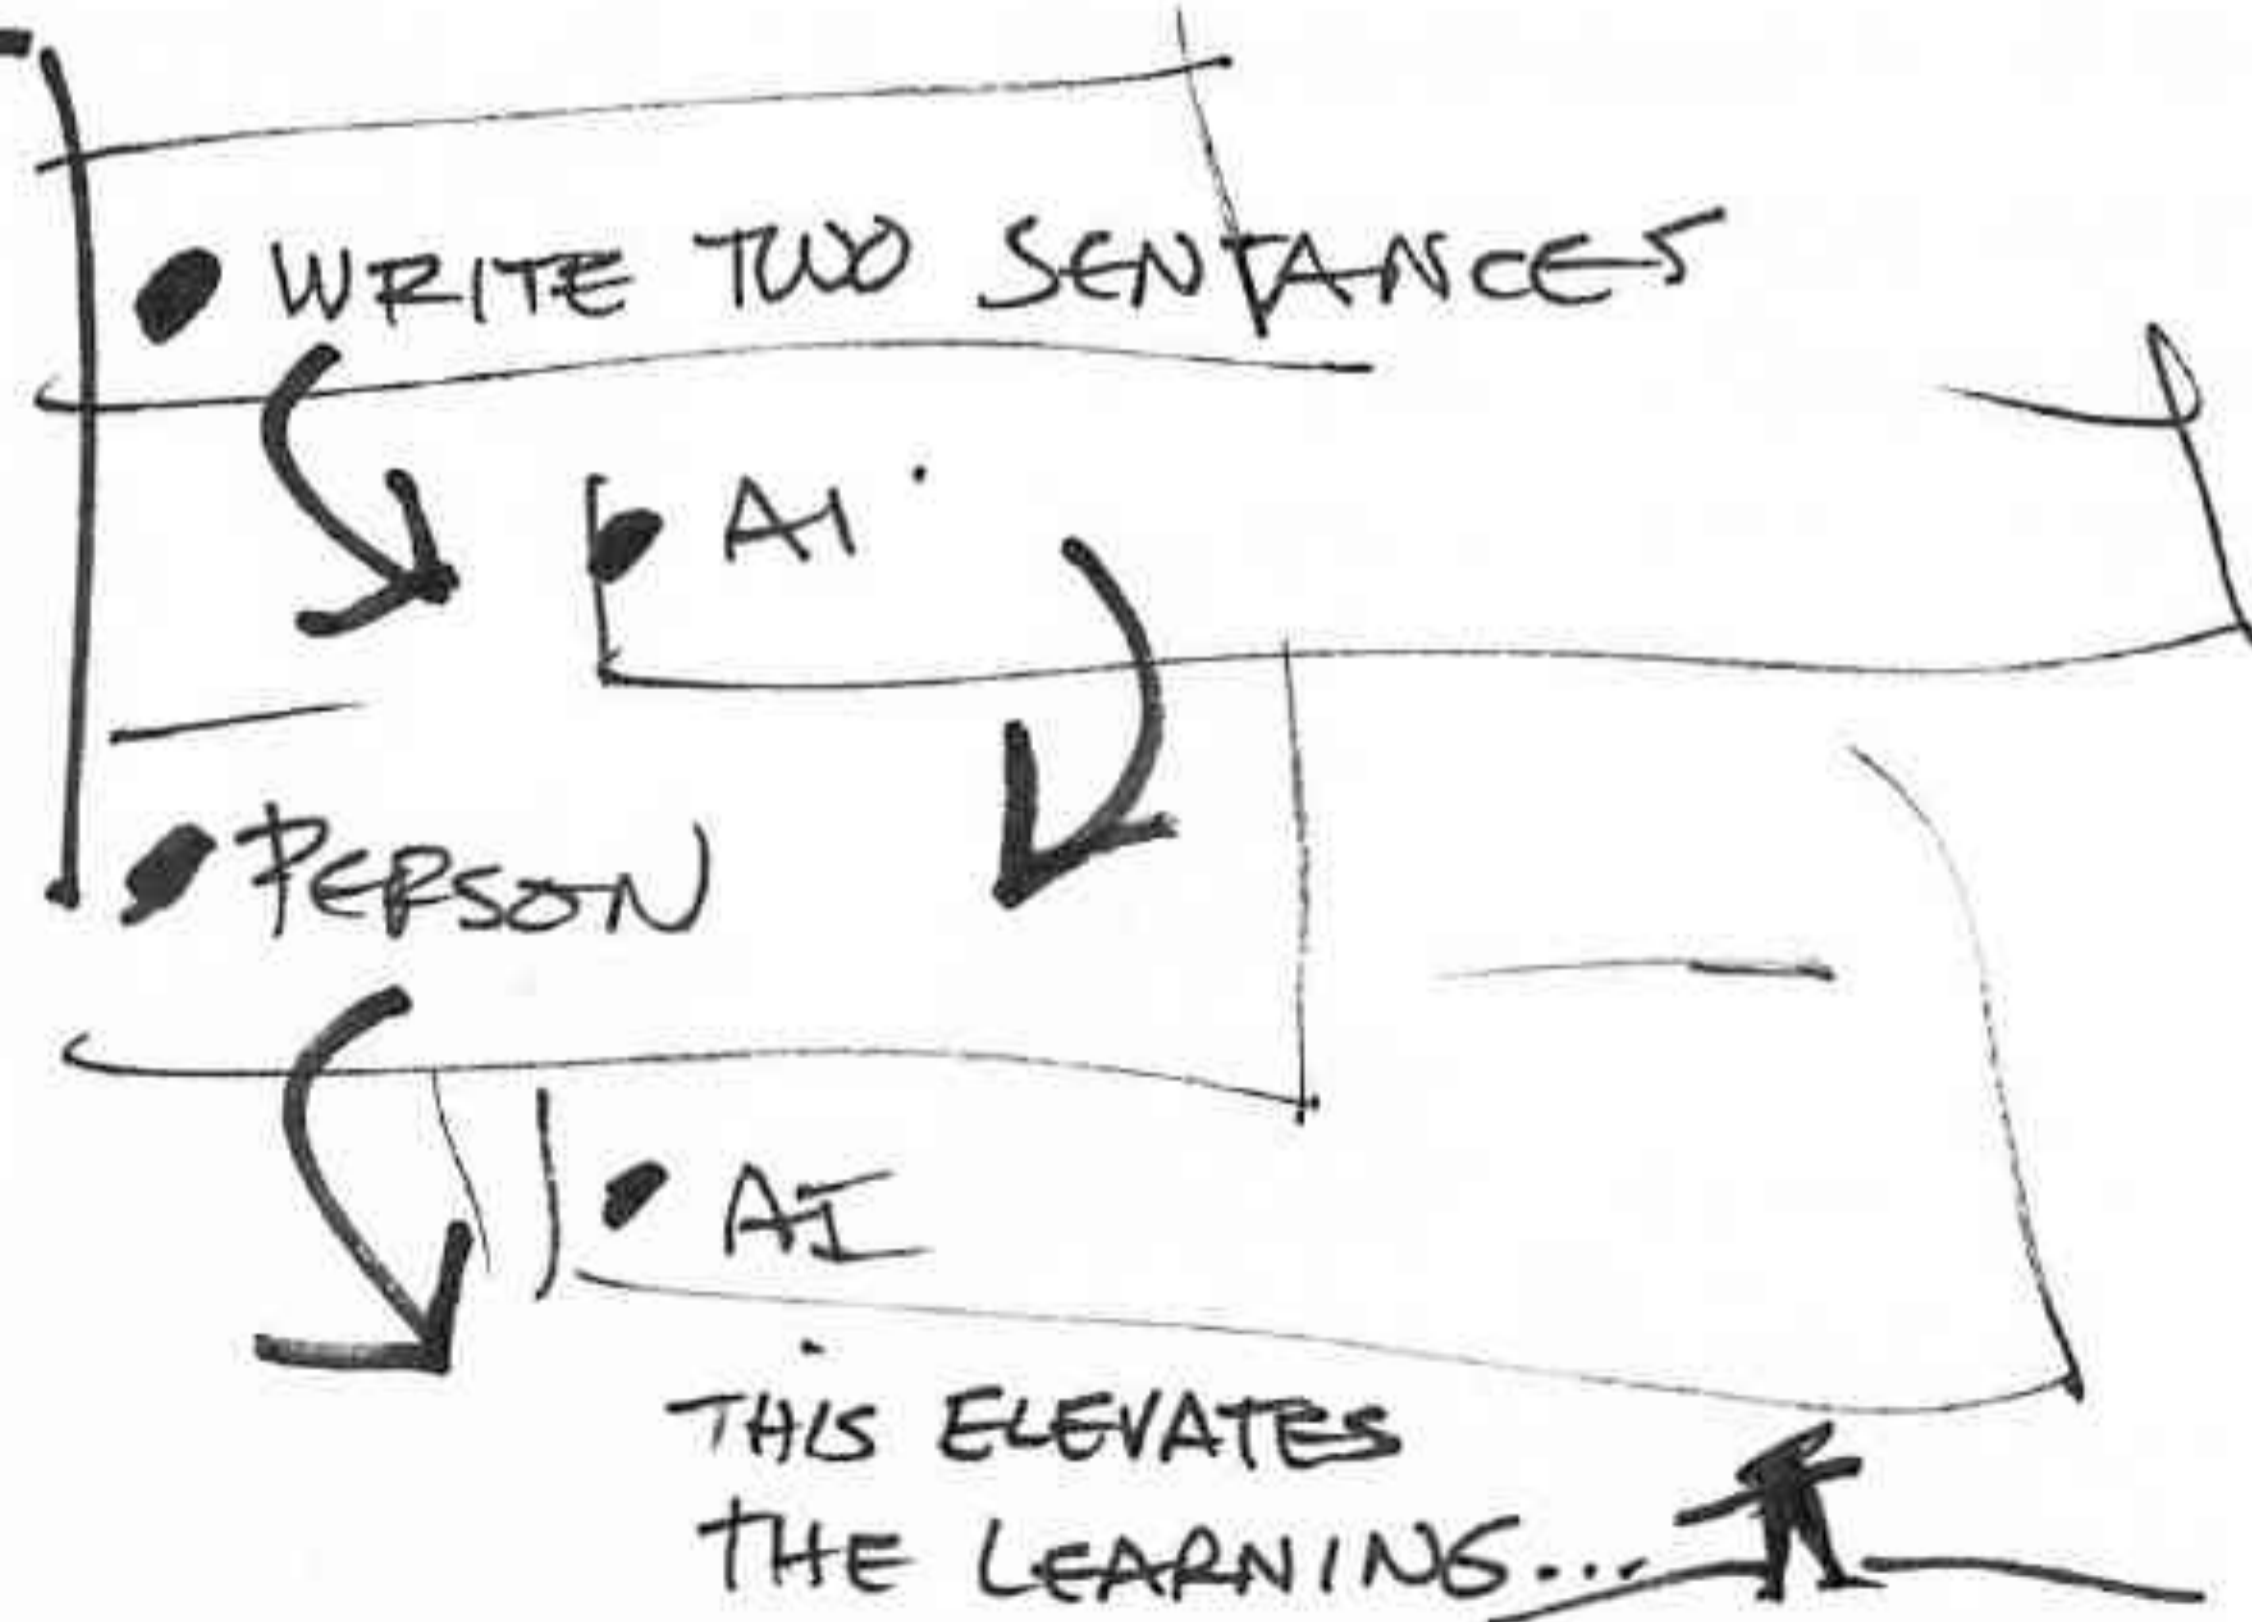 • WRITE TWO SENTANCES
• AI
• PERSON
• AI
THIS ELEVATES
THE LEARNING...